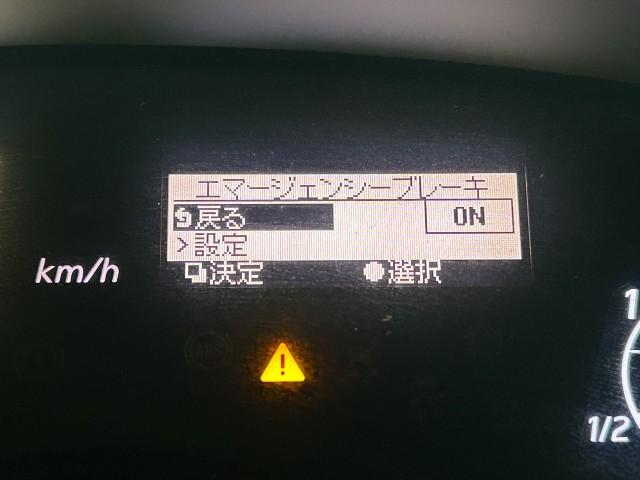 エマージェンシーブレーキ
戻る ON
> 設定
決定 選択
km/h
!
1
1/2